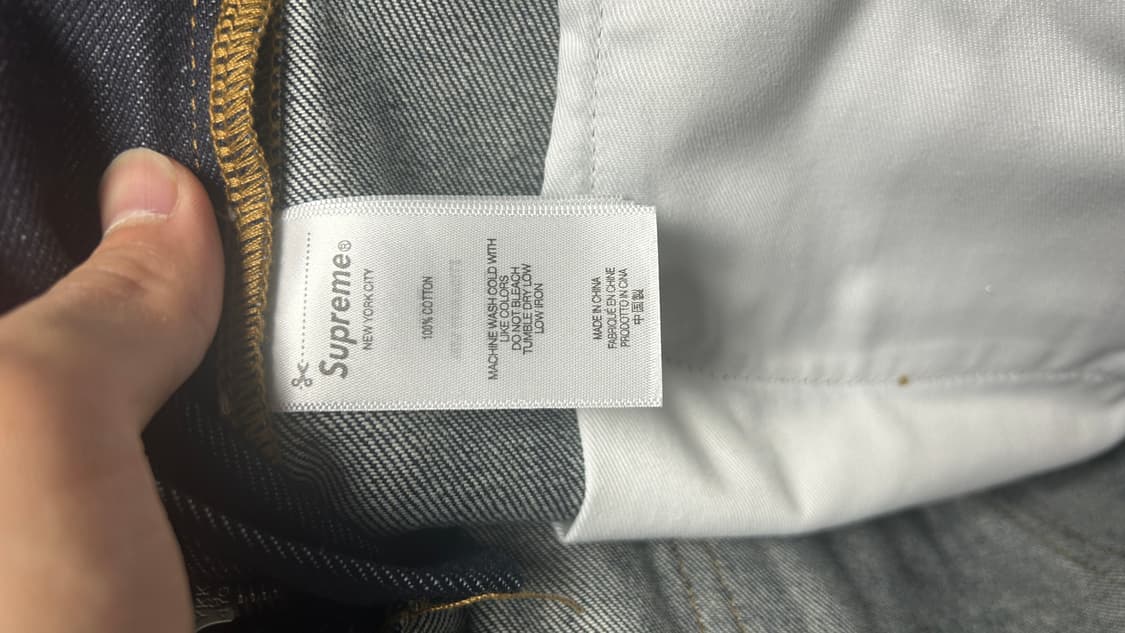 Supreme®
NEW YORK CITY
100% COTTON
MACHINE WASH COLD WITH
LIKE COLORS
DO NOT BLEACH
TUMBLE DRY LOW
LOW IRON
MADE IN CHINA
FABRIQUÉ EN CHINE
PRODOTTO IN CINA
中国製